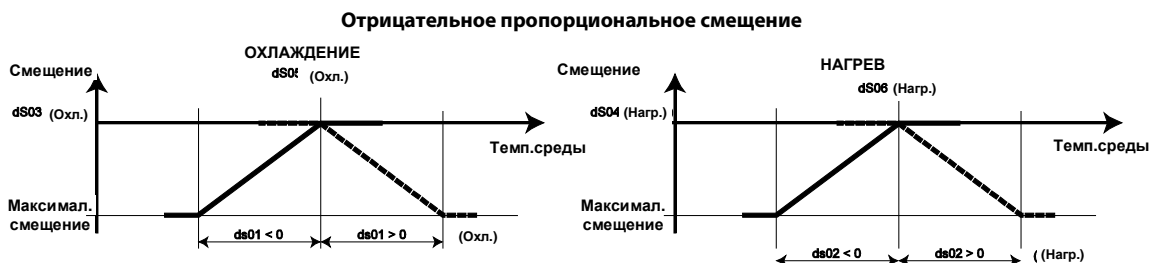 Отрицательное пропорциональное смещение
ОХЛАЖДЕНИЕ
Смещение
dS05 (Охл.)
dS03 (Охл.)
Темп.среды
Максимал.
смещение
ds01 < 0
ds01 > 0
(Охл.)
НАГРЕВ
Смещение
dS06 (Нагр.)
dS04 (Нагр.)
Темп.среды
Максимал.
смещение
ds02 < 0
ds02 > 0
(Нагр.)